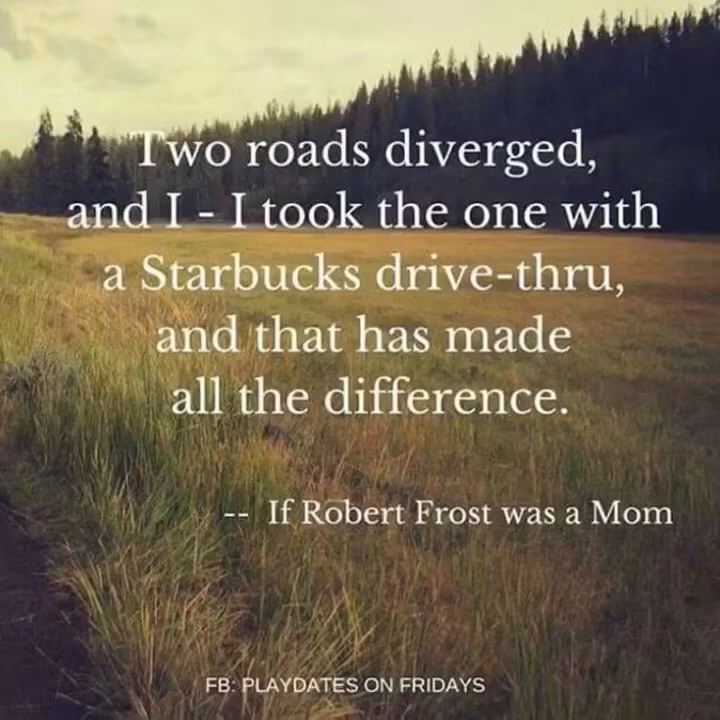 Two roads diverged,
and I - I took the one with
a Starbucks drive-thru,
and that has made
all the difference.
-- If Robert Frost was a Mom
FB: PLAYDATES ON FRIDAYS